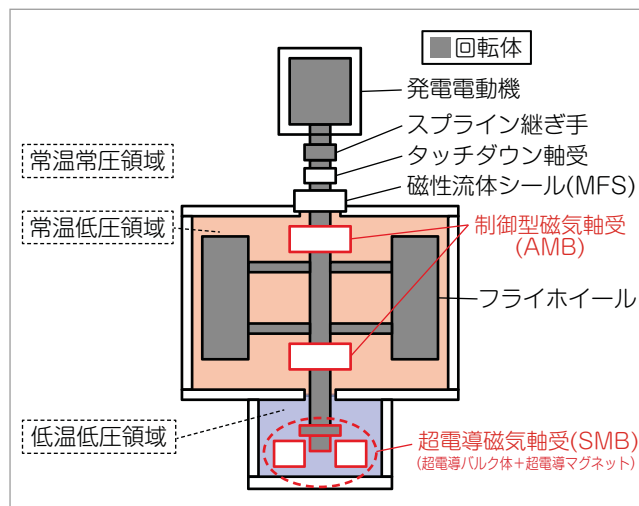 回転体
発電電動機
スプライン継ぎ手
タッチダウン軸受
常温常圧領域
磁性流体シール(MFS)
常温低圧領域
制御型磁気軸受
(AMB)
フライホイール
低温低圧領域
超電導磁気軸受(SMB)
(超電導バルク体+超電導マグネット)